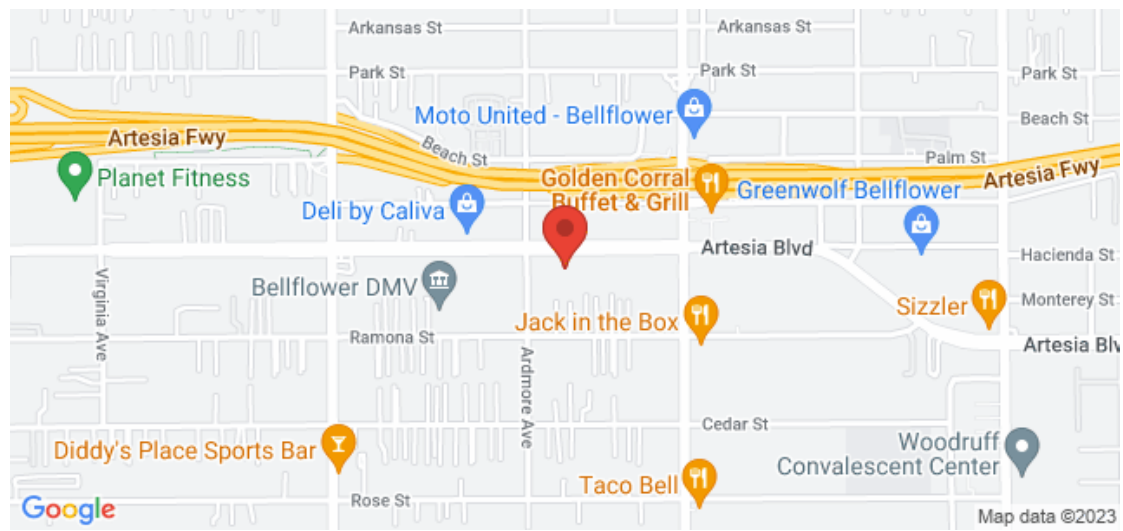 Arkansas St
Arkansas St
Park St
Park St
Park St
Moto United - Bellflower
Beach St
Artesia Fwy
Beach St
Palm St
Artesia Fwy
Planet Fitness
Golden Corral
Buffet & Grill
Greenwolf Bellflower
Deli by Caliva
Artesia Blvd
Hacienda St
Virginia Ave
Bellflower DMV
Monterey St
Sizzler
Jack in the Box
Ramona St
Artesia Blv
Ardmore Ave
Cedar St
Diddy's Place Sports Bar
Woodruff
Convalescent Center
Taco Bell
Rose St
Google
Map data ©2023